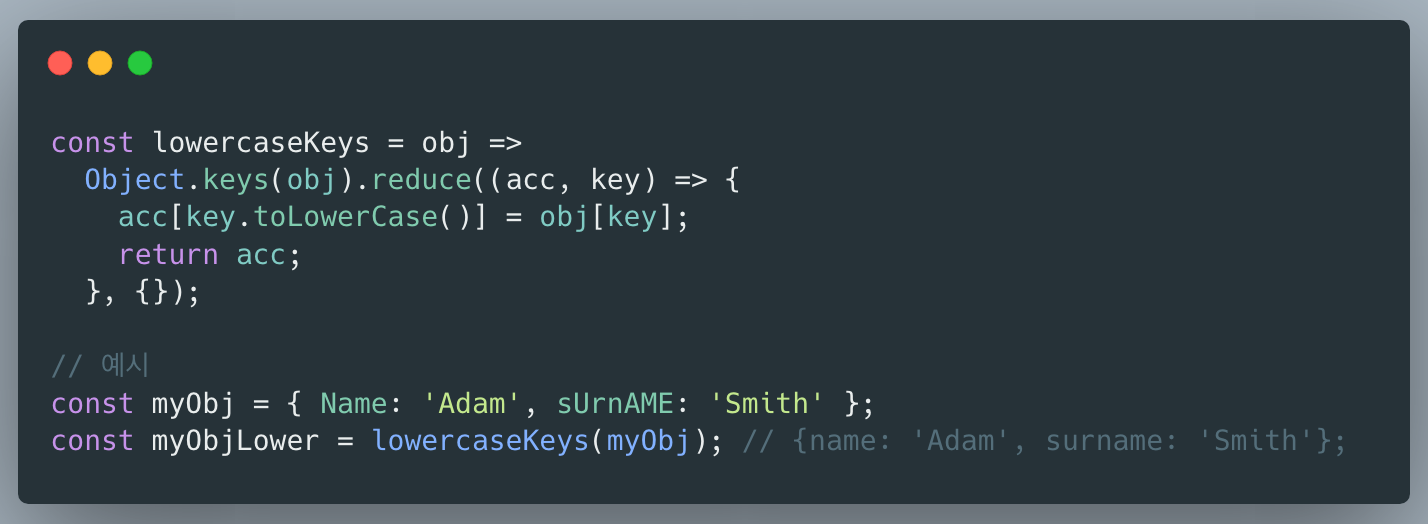 const lowercaseKeys = obj =>
  Object.keys(obj).reduce((acc, key) => {
    acc[key.toLowerCase()] = obj[key];
    return acc;
  }, {});

// 예시
const myObj = { Name: 'Adam', sUrnAME: 'Smith' };
const myObjLower = lowercaseKeys(myObj); // {name: 'Adam', surname: 'Smith'};